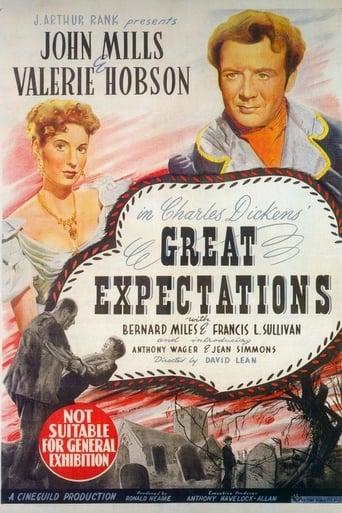 J. ARTHUR RANK presents
JOHN MILLS
&
VALERIE HOBSON
in Charles Dickens'
GREAT
EXPECTATIONS
with
BERNARD MILES & FRANCIS L. SULLIVAN
and introducing
ANTHONY WAGER & JEAN SIMMONS
Directed by DAVID LEAN
NOT
SUITABLE
FOR GENERAL
EXHIBITION
A CINEGUILD PRODUCTION
Produced by
RONALD NEAME
Executive Producer
ANTHONY HAVELOCK-ALLAN